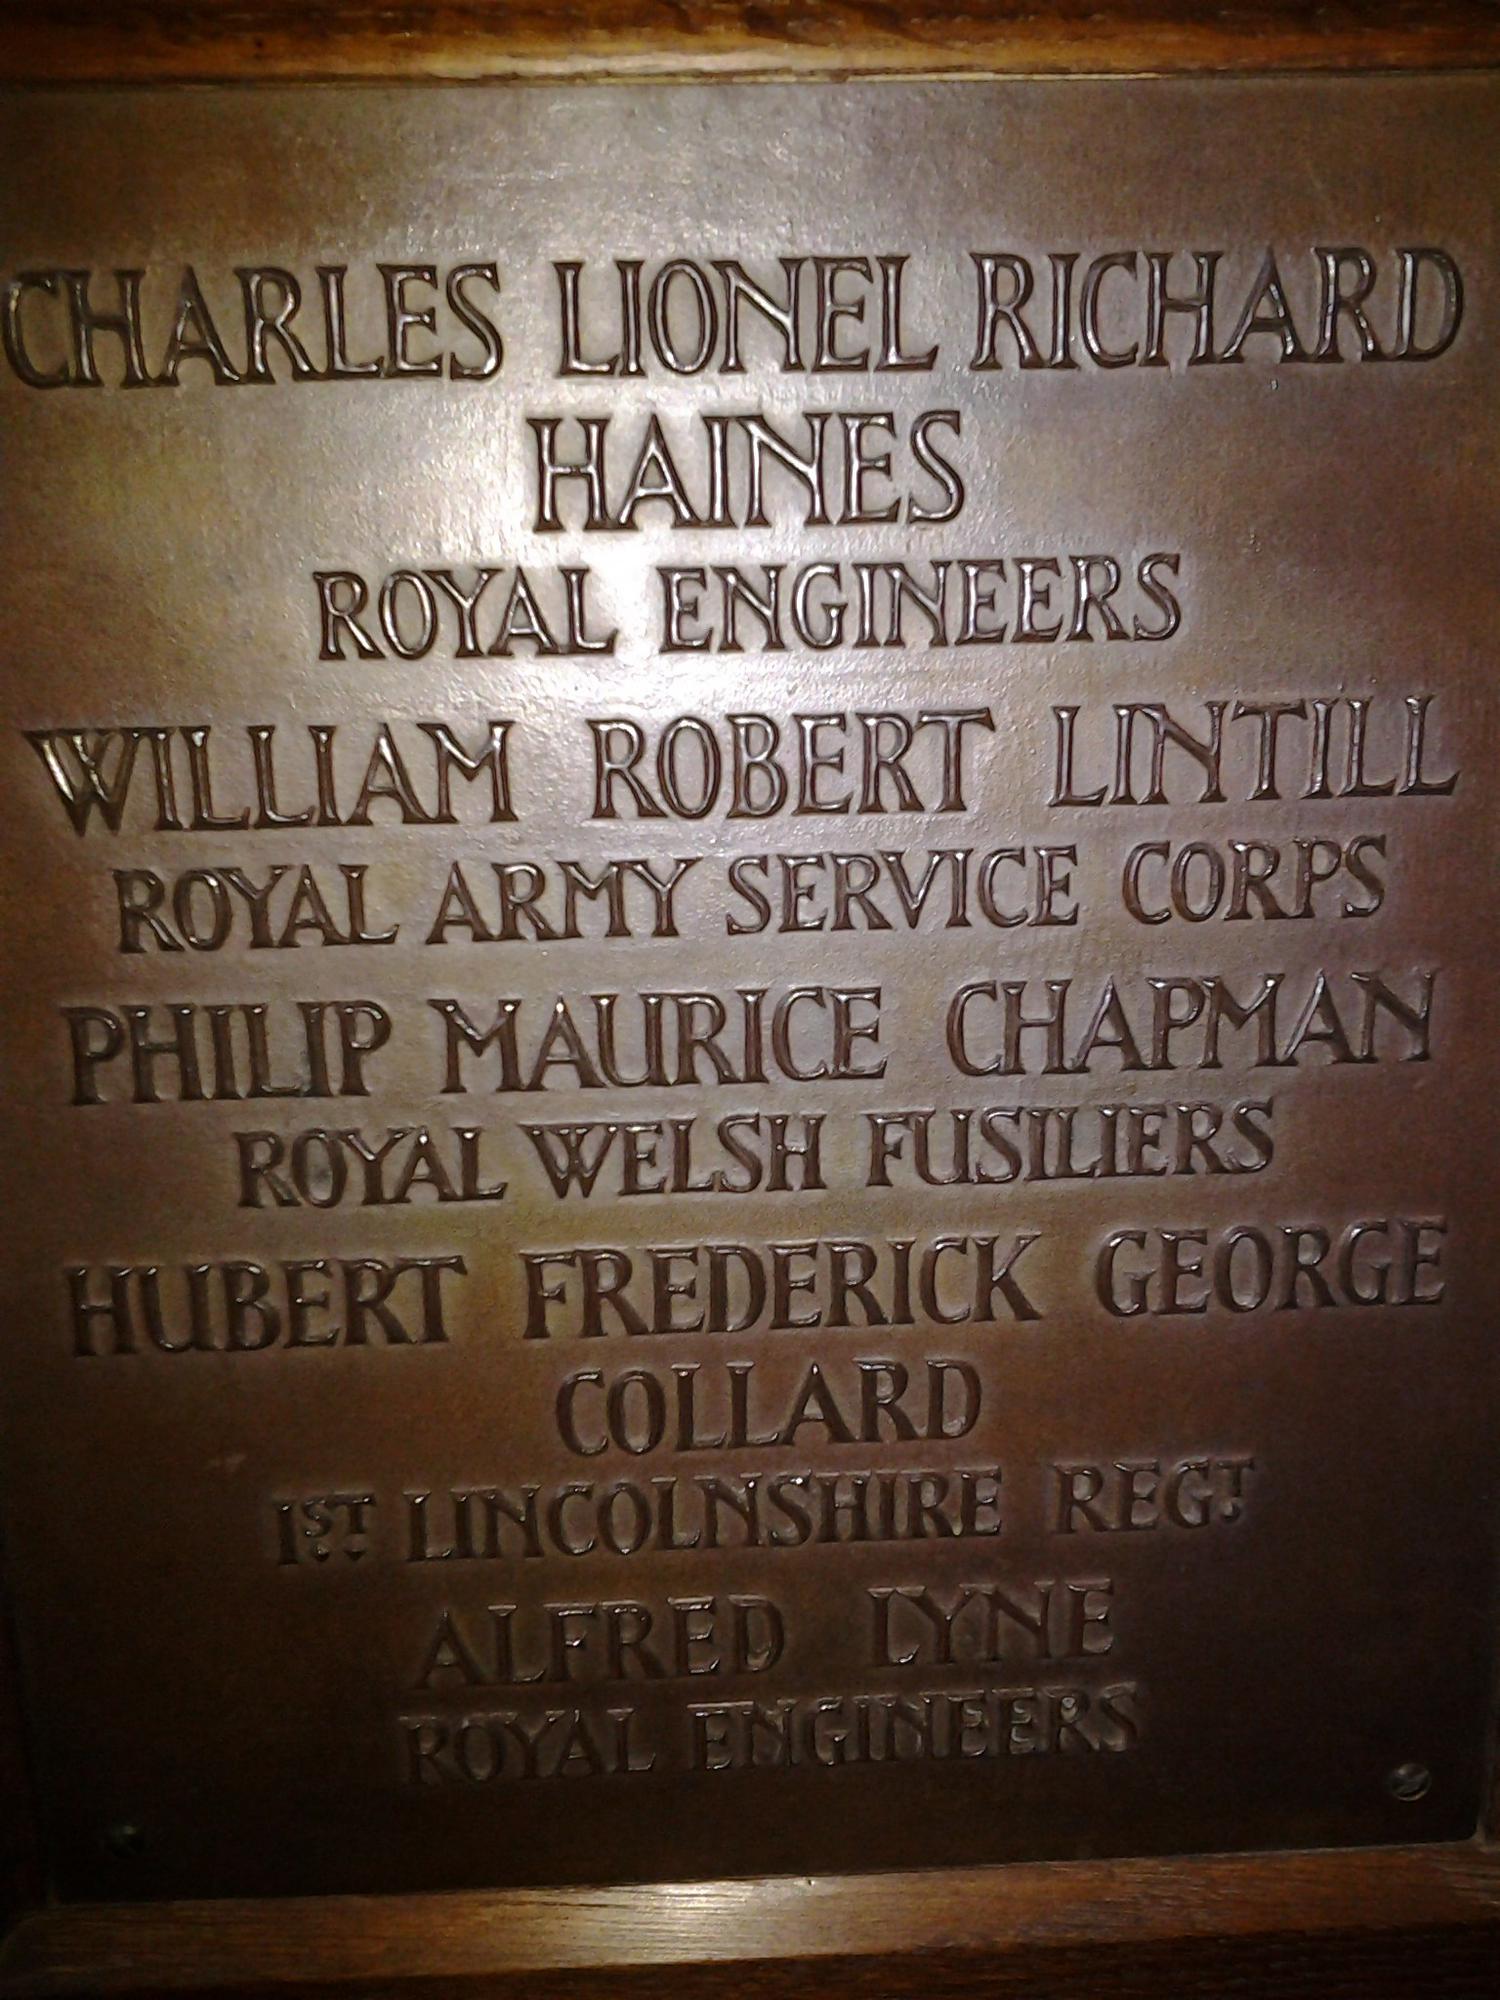 CHARLES LIONEL RICHARD
HAINES
ROYAL ENGINEERS
WILLIAM ROBERT LINTILL
ROYAL ARMY SERVICE CORPS
PHILIP MAURICE CHAPMAN
ROYAL WELSH FUSILIERS
HUBERT FREDERICK GEORGE
COLLARD
1ST LINCOLNSHIRE REGT
ALFRED LYNE
ROYAL ENGINEERS